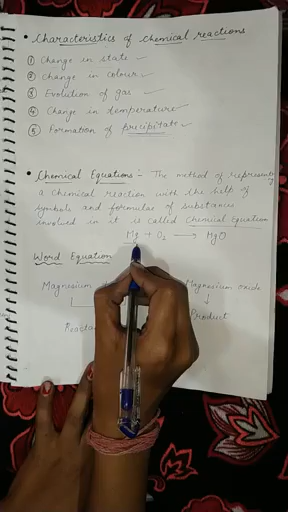 • Characteristics of chemical reactions
① Change in state
② Change in colour
③ Evolution of gas
④ Change in temperature
⑤ Formation of precipitate
• Chemical Equations :- The method of representing
a chemical reaction with the help of
symbols and formulae of substances
involved in it is called Chemical Equation
Mg + O₂ → MgO
Word Equation
Magnesium Magnesium oxide
Product